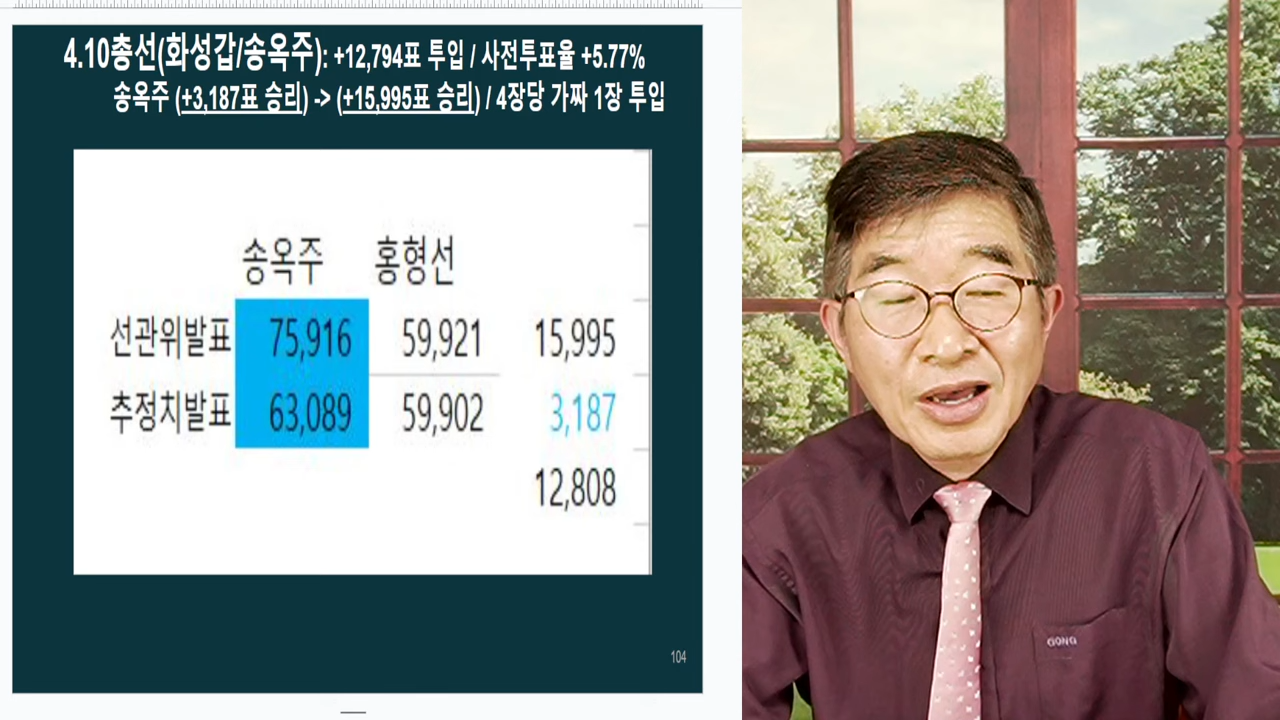 4.10총선(화성갑/송옥주): +12,794표 투입 / 사전투표율 +5.77%
송옥주 (+3,187표 승리) -> (+15,995표 승리) / 4장당 가짜 1장 투입
송옥주 홍형선
선관위발표 75,916 59,921 15,995
추정치발표 63,089 59,902 3,187
12,808
104
GONG